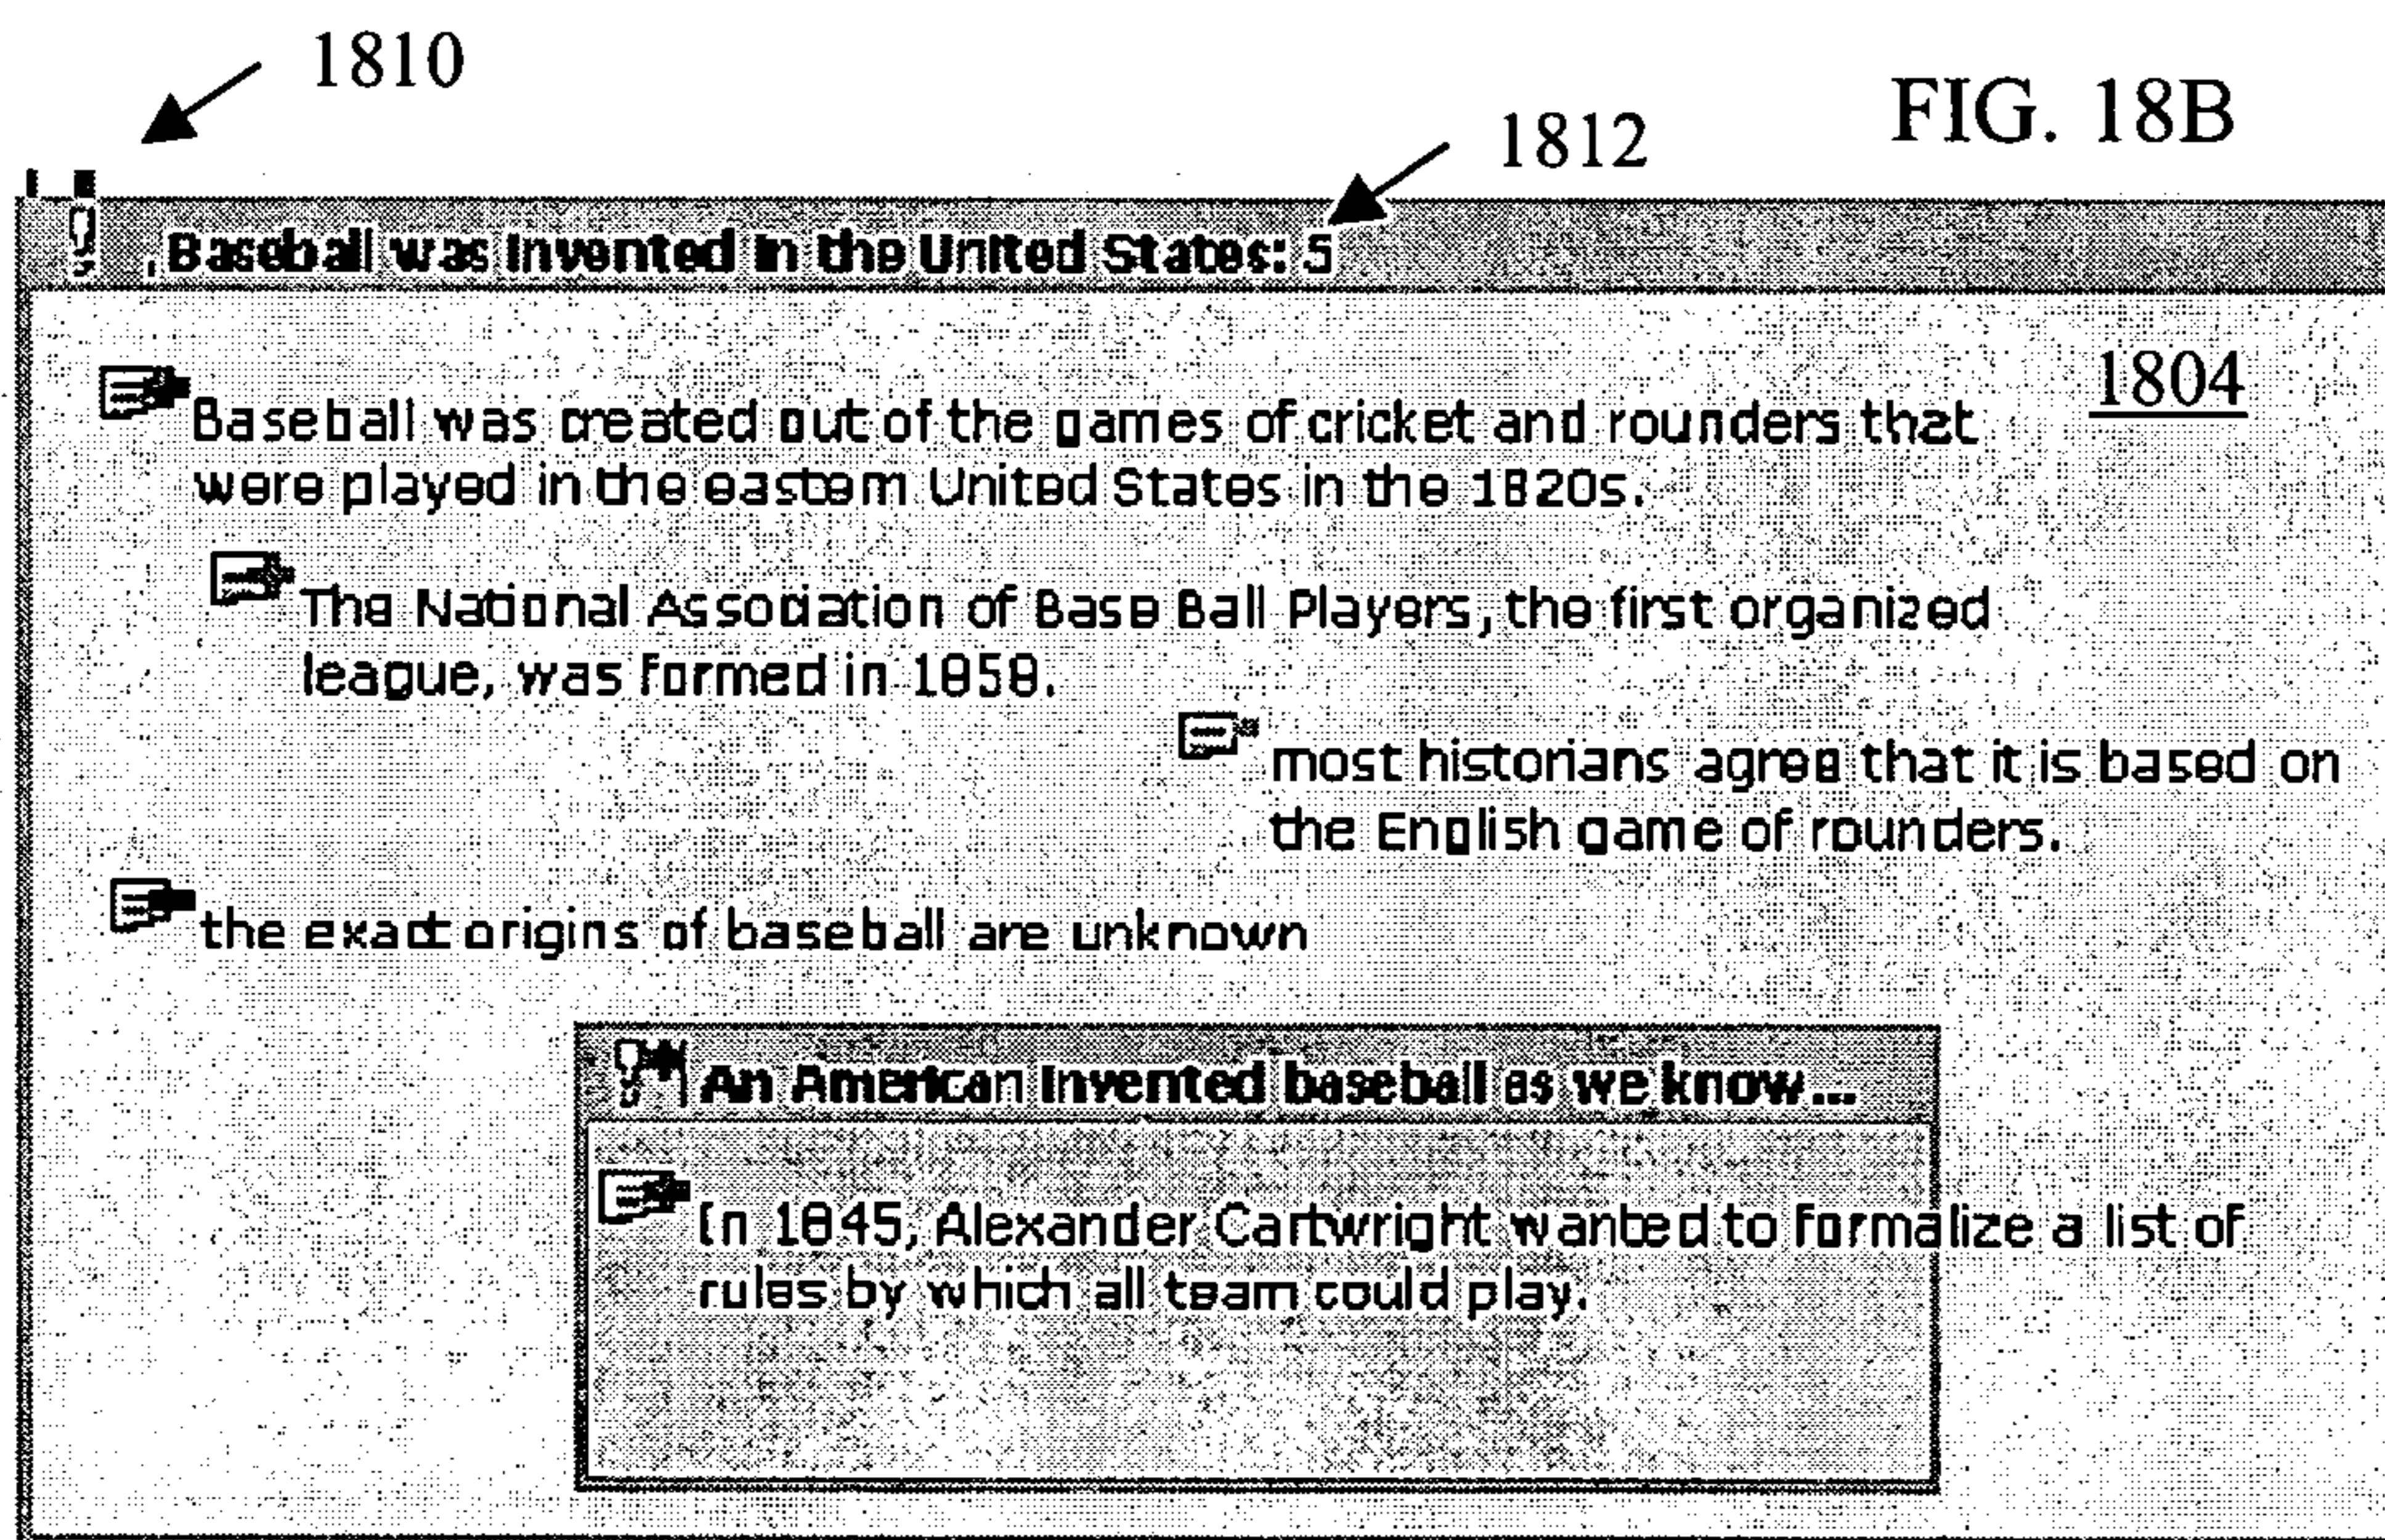 1810
FIG. 18B
1812
Baseball was Invented in the United States: 5
1804
Baseball was created out of the games of cricket and rounders that
were played in the eastern United States in the 1820s.
The National Association of Base Ball Players, the first organized
league, was formed in 1858.
most historians agree that it is based on
the English game of rounders.
the exact origins of baseball are unknown
An American Invented baseball as we know...
In 1845, Alexander Cartwright wanted to formalize a list of
rules by which all team could play.